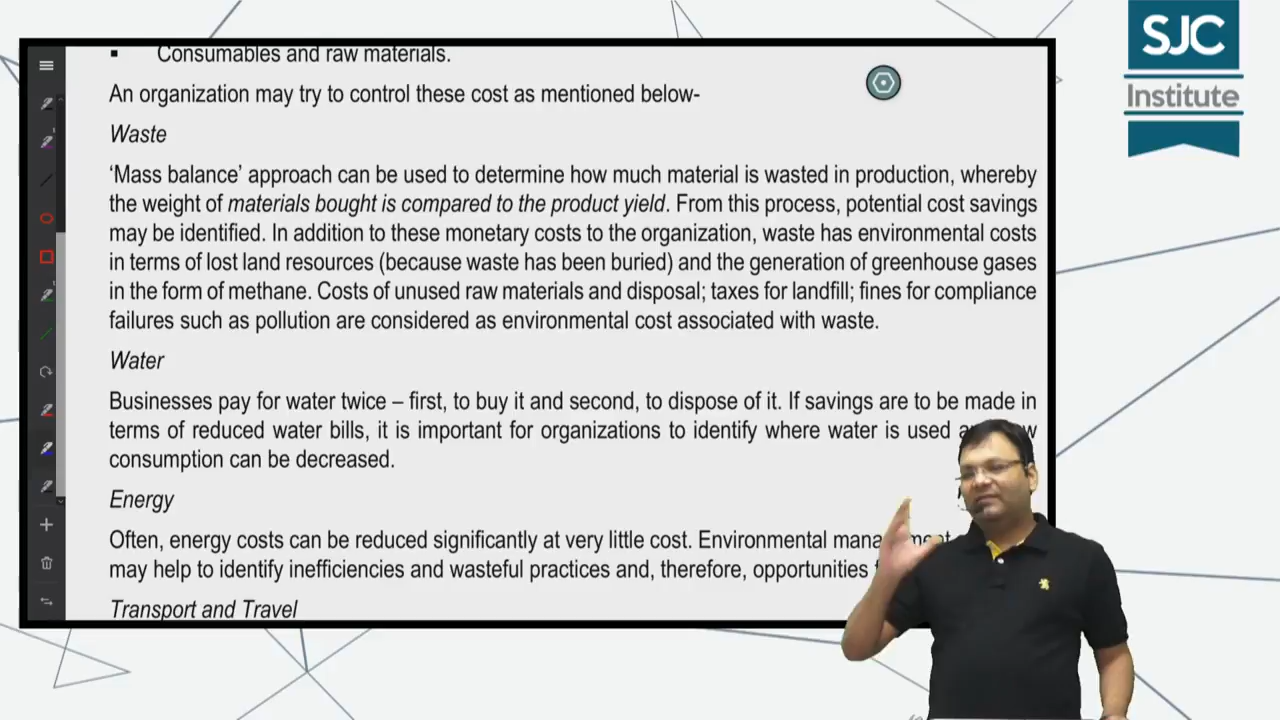 ▪ Consumables and raw materials.
An organization may try to control these cost as mentioned below-
Waste
‘Mass balance’ approach can be used to determine how much material is wasted in production, whereby
the weight of materials bought is compared to the product yield. From this process, potential cost savings
may be identified. In addition to these monetary costs to the organization, waste has environmental costs
in terms of lost land resources (because waste has been buried) and the generation of greenhouse gases
in the form of methane. Costs of unused raw materials and disposal; taxes for landfill; fines for compliance
failures such as pollution are considered as environmental cost associated with waste.
Water
Businesses pay for water twice – first, to buy it and second, to dispose of it. If savings are to be made in
terms of reduced water bills, it is important for organizations to identify where water is used
consumption can be decreased.
Energy
Often, energy costs can be reduced significantly at very little cost. Environmental
may help to identify inefficiencies and wasteful practices and, therefore, opportunities
Transport and Travel
SJC
Institute